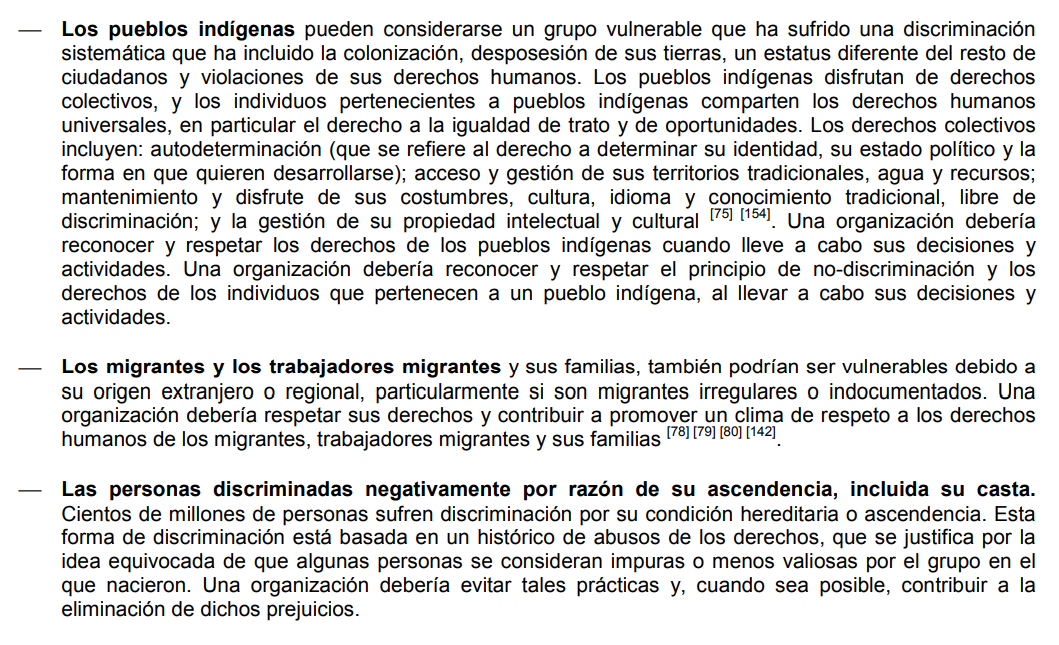 — Los pueblos indígenas pueden considerarse un grupo vulnerable que ha sufrido una discriminación
sistemática que ha incluido la colonización, desposesión de sus tierras, un estatus diferente del resto de
ciudadanos y violaciones de sus derechos humanos. Los pueblos indígenas disfrutan de derechos
colectivos, y los individuos pertenecientes a pueblos indígenas comparten los derechos humanos
universales, en particular el derecho a la igualdad de trato y de oportunidades. Los derechos colectivos
incluyen: autodeterminación (que se refiere al derecho a determinar su identidad, su estado político y la
forma en que quieren desarrollarse); acceso y gestión de sus territorios tradicionales, agua y recursos;
mantenimiento y disfrute de sus costumbres, cultura, idioma y conocimiento tradicional, libre de
discriminación; y la gestión de su propiedad intelectual y cultural [75] [154]. Una organización debería
reconocer y respetar los derechos de los pueblos indígenas cuando lleve a cabo sus decisiones y
actividades. Una organización debería reconocer y respetar el principio de no-discriminación y los
derechos de los individuos que pertenecen a un pueblo indígena, al llevar a cabo sus decisiones y
actividades.
— Los migrantes y los trabajadores migrantes y sus familias, también podrían ser vulnerables debido a
su origen extranjero o regional, particularmente si son migrantes irregulares o indocumentados. Una
organización debería respetar sus derechos y contribuir a promover un clima de respeto a los derechos
humanos de los migrantes, trabajadores migrantes y sus familias [78] [79] [80] [142].
— Las personas discriminadas negativamente por razón de su ascendencia, incluida su casta.
Cientos de millones de personas sufren discriminación por su condición hereditaria o ascendencia. Esta
forma de discriminación está basada en un histórico de abusos de los derechos, que se justifica por la
idea equivocada de que algunas personas se consideran impuras o menos valiosas por el grupo en el
que nacieron. Una organización debería evitar tales prácticas y, cuando sea posible, contribuir a la
eliminación de dichos prejuicios.